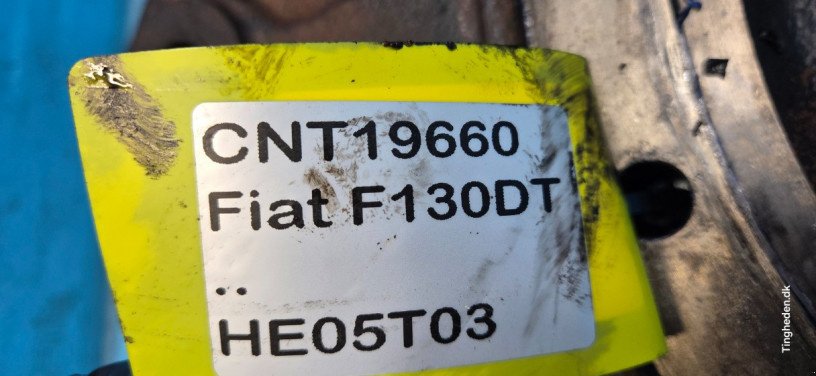 CNT19660
Fiat F130DT
..
HE05T03
Tingheden.dk